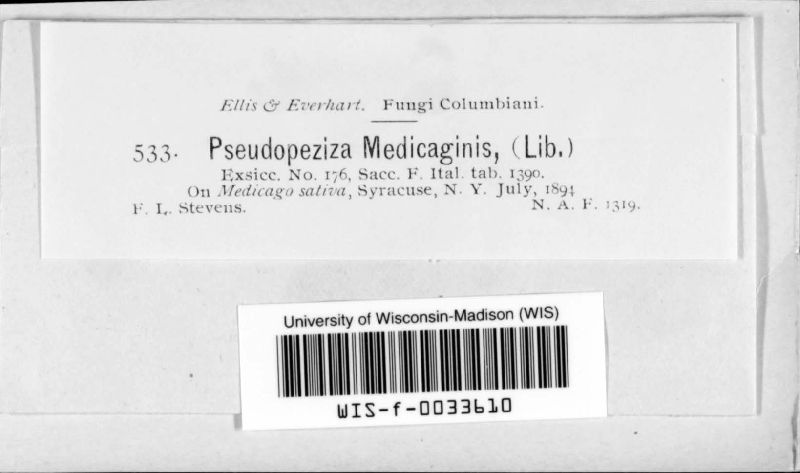 Ellis & Everhart. Fungi Columbiani.
533. Pseudopeziza Medicaginis, (Lib.)
Exsicc. No. 176, Sacc. F. Ital. tab. 1390.
On Medicago sativa, Syracuse, N. Y. July, 1894
F. L. Stevens. N. A. F. 1319.
University of Wisconsin-Madison (WIS)
WIS-f-0033610